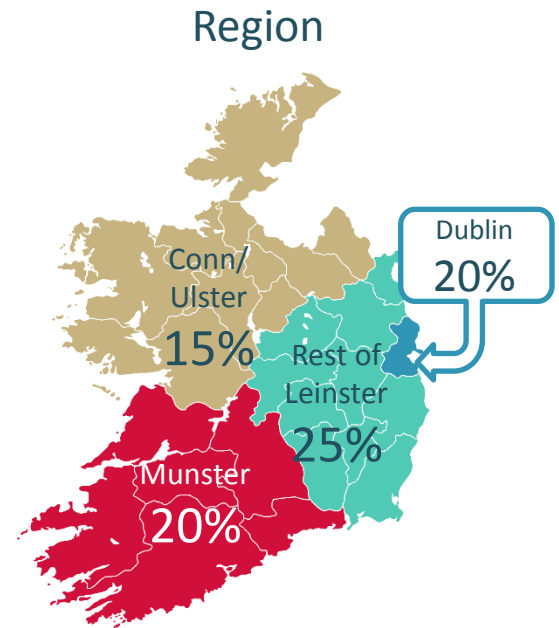 Region
Dublin
20%
Conn/
Ulster
15%
Rest of
Leinster
25%
Munster
20%